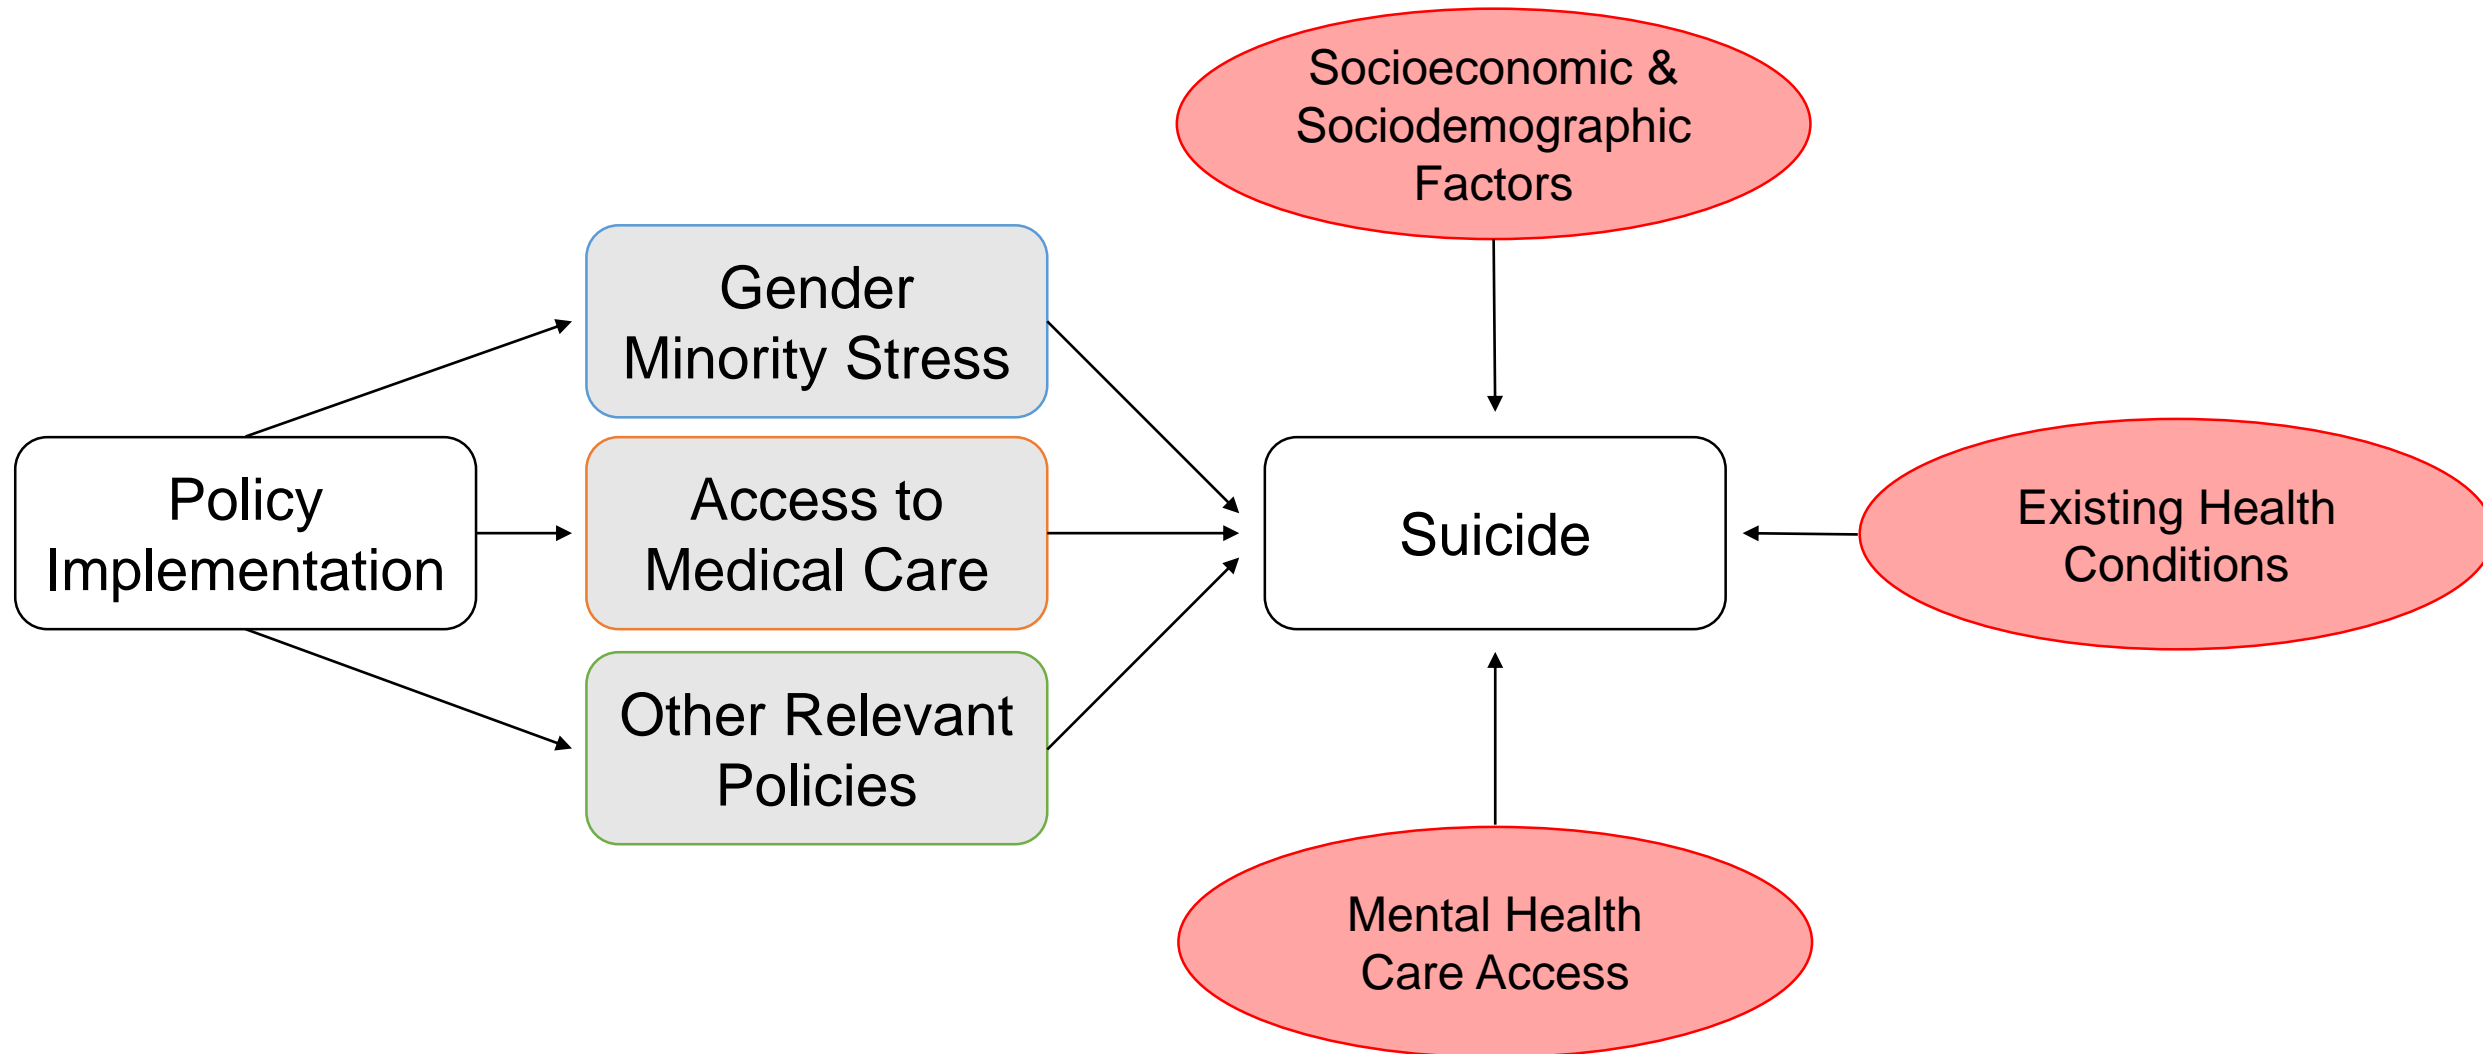 Socioeconomic &
Sociodemographic
Factors
Gender
Minority Stress
Policy
Implementation
Access to
Medical Care
Suicide
Existing Health
Conditions
Other Relevant
Policies
Mental Health
Care Access